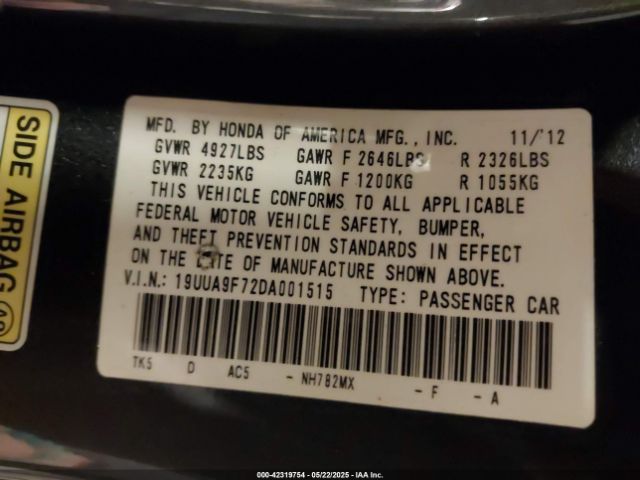 MFD. BY HONDA OF AMERICA MFG., INC. 11/'12
GVWR 4927LBS GAWR F 2646LBS R 2326LBS
GVWR 2235KG GAWR F 1200KG R 1055KG
THIS VEHICLE CONFORMS TO ALL APPLICABLE
FEDERAL MOTOR VEHICLE SAFETY, BUMPER,
AND THEFT PREVENTION STANDARDS IN EFFECT
ON THE DATE OF MANUFACTURE SHOWN ABOVE.
V.I.N.: 19UUA9F72DA001515 TYPE: PASSENGER CAR
TK5 D AC5 - NH782MX - F - A
SIDE AIRBAG
000-42319754 - 05/22/2025 - IAA Inc.